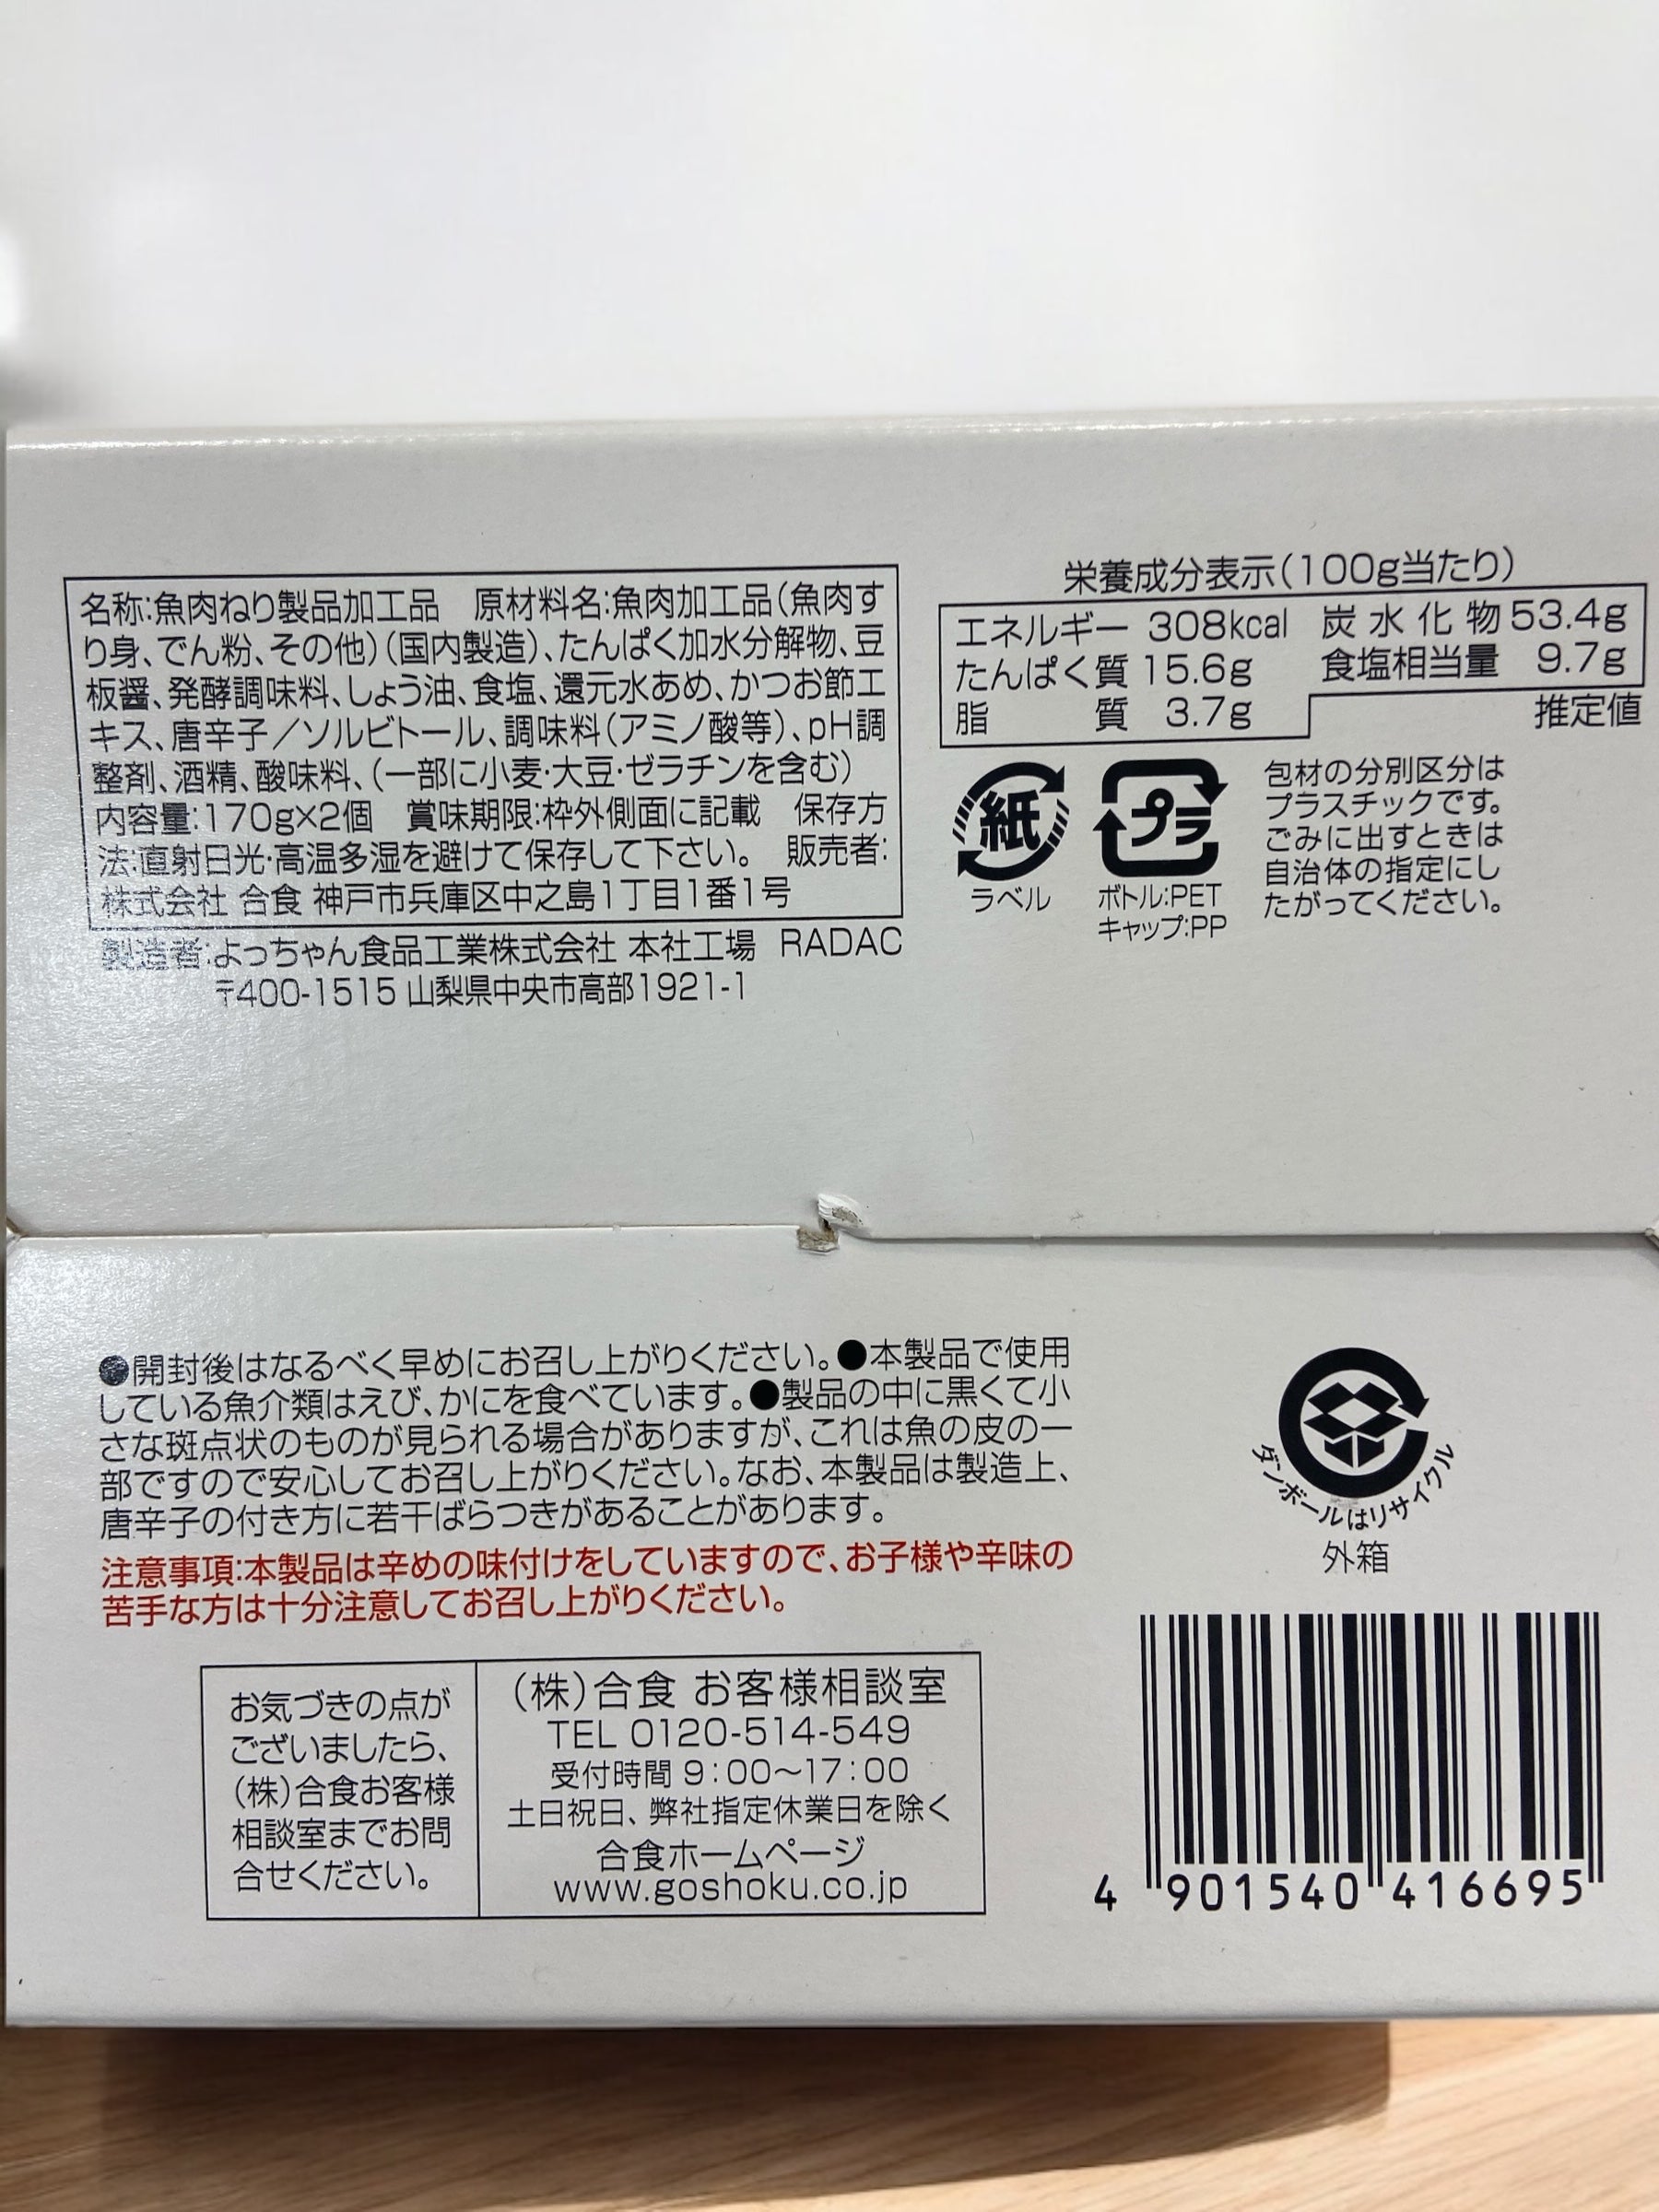 名称:魚肉ねり製品加工品　原材料名:魚肉加工品(魚肉す
り身、でん粉、その他)(国内製造)、たんぱく加水分解物、豆
板醤、発酵調味料、しょう油、食塩、還元水あめ、かつお節エ
キス、唐辛子／ソルビトール、調味料(アミノ酸等)、pH調
整剤、酒精、酸味料、(一部に小麦・大豆・ゼラチンを含む)
内容量:170g×2個　賞味期限:枠外側面に記載　保存方
法:直射日光・高温多湿を避けて保存して下さい。　販売者:
株式会社 合食 神戸市兵庫区中之島1丁目1番1号
製造者:よっちゃん食品工業株式会社 本社工場 RADAC
〒400-1515 山梨県中央市高部1921-1
栄養成分表示(100g当たり)
エネルギー 308kcal 炭水化物 53.4g
たんぱく質 15.6g 食塩相当量 9.7g
脂質 3.7g
推定値
紙
ラベル
プラ
ボトル:PET
キャップ:PP
包材の分別区分は
プラスチックです。
ごみに出すときは
自治体の指定にし
たがってください。
●開封後はなるべく早めにお召し上がりください。●本製品で使用
している魚介類はえび、かにを食べています。●製品の中に黒くて小
さな斑点状のものが見られる場合がありますが、これは魚の皮の一
部ですので安心してお召し上がりください。なお、本製品は製造上、
唐辛子の付き方に若干ばらつきがあることがあります。
注意事項:本製品は辛めの味付けをしていますので、お子様や辛味の
苦手な方は十分注意してお召し上がりください。
お気づきの点が
ございましたら、
(株)合食お客様
相談室までお問
合せください。
(株)合食 お客様相談室
TEL 0120-514-549
受付時間 9:00～17:00
土日祝日、弊社指定休業日を除く
合食ホームページ
www.goshoku.co.jp
ダンボールはリサイクル
外箱
4 901540 416695